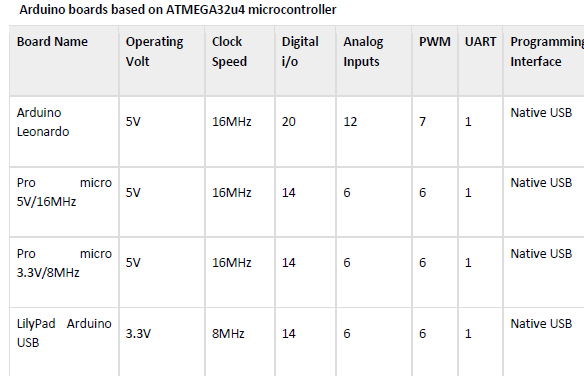 Arduino boards based on ATMEGA32u4 microcontroller
Board Name Operating Volt Clock Speed Digital i/o Analog Inputs PWM UART Programming Interface
Arduino Leonardo 5V 16MHz 20 12 7 1 Native USB
Pro micro 5V/16MHz 5V 16MHz 14 6 6 1 Native USB
Pro micro 3.3V/8MHz 5V 16MHz 14 6 6 1 Native USB
LilyPad Arduino USB 3.3V 8MHz 14 6 6 1 Native USB